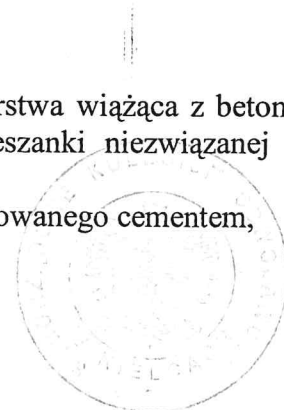 rstwa wiążąca z beton
eszanki niezwiązanej
owanego cementem,